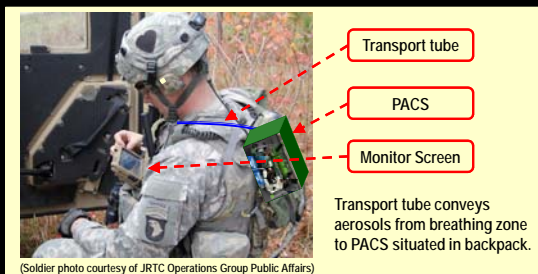 Transport tube
PACS
Monitor Screen
Transport tube conveys
aerosols from breathing zone
to PACS situated in backpack.
(Soldier photo courtesy of JRTC Operations Group Public Affairs)